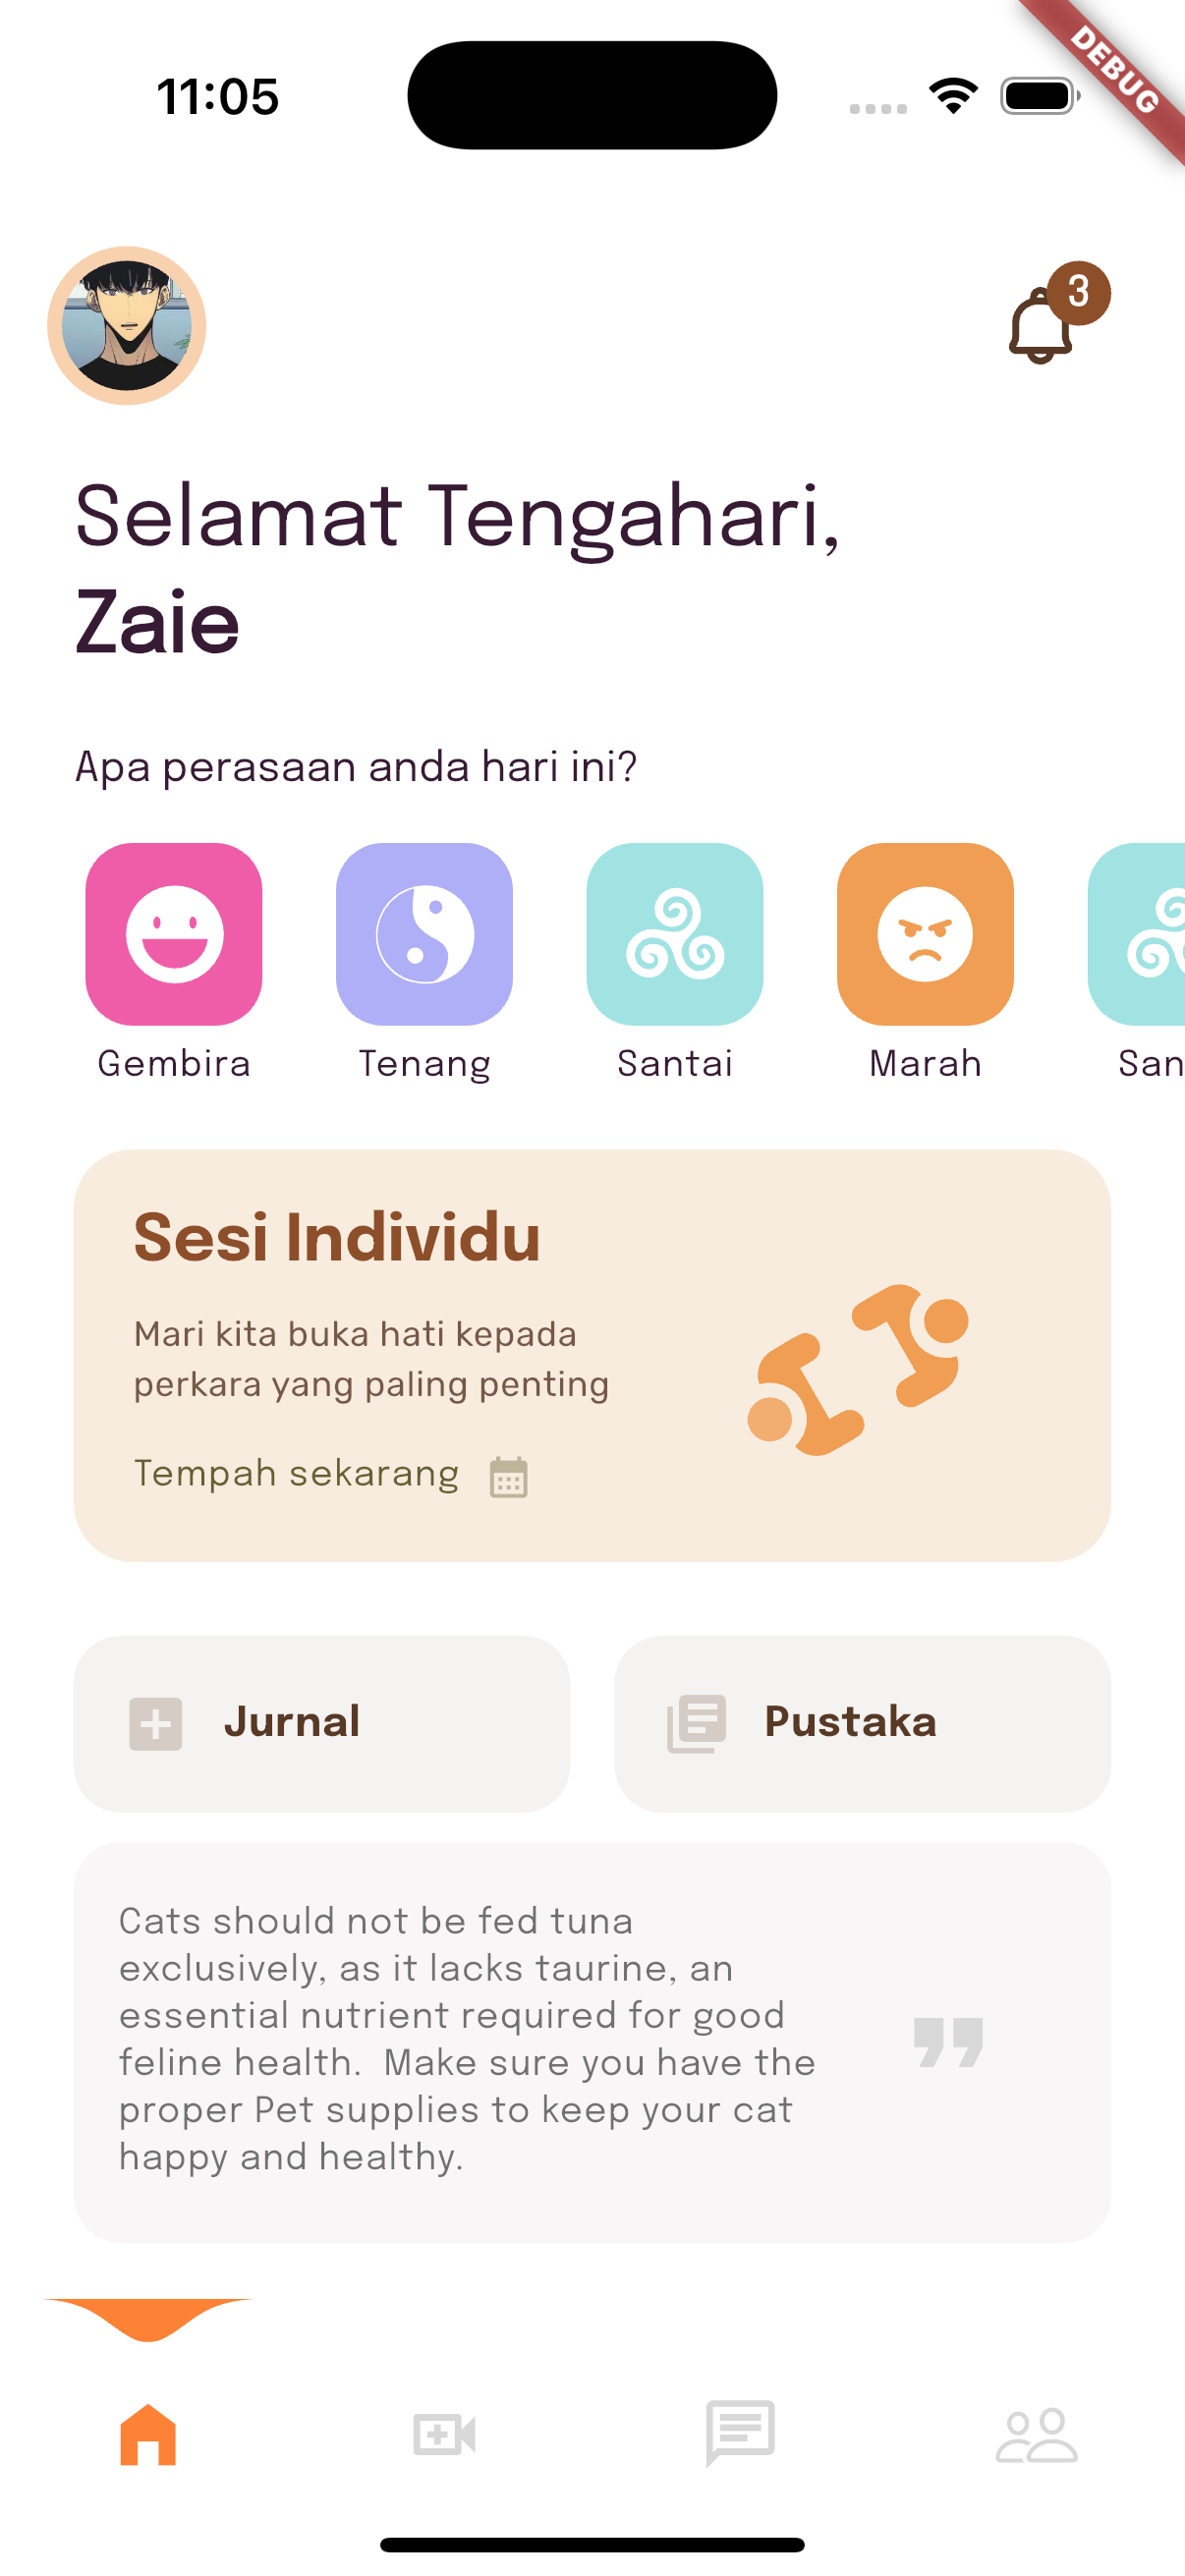 11:05
DEBUG
3
Selamat Tengahari,
Zaie
Apa perasaan anda hari ini?
Gembira Tenang Santai Marah San
Sesi Individu
Mari kita buka hati kepada
perkara yang paling penting
Tempah sekarang
Jurnal Pustaka
Cats should not be fed tuna
exclusively, as it lacks taurine, an
essential nutrient required for good
feline health.  Make sure you have the
proper Pet supplies to keep your cat
happy and healthy.